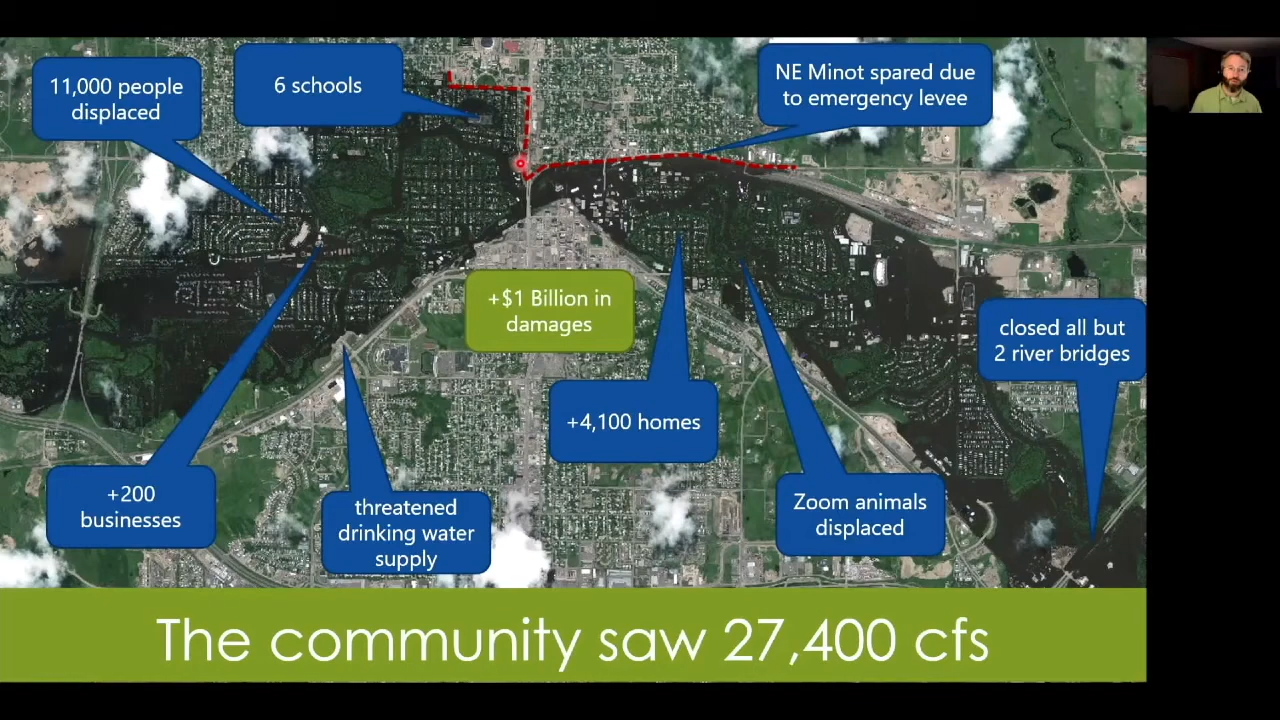 11,000 people
displaced
6 schools
NE Minot spared due
to emergency levee
+$1 Billion in
damages
closed all but
2 river bridges
+4,100 homes
+200
businesses
threatened
drinking water
supply
Zoom animals
displaced
The community saw 27,400 cfs